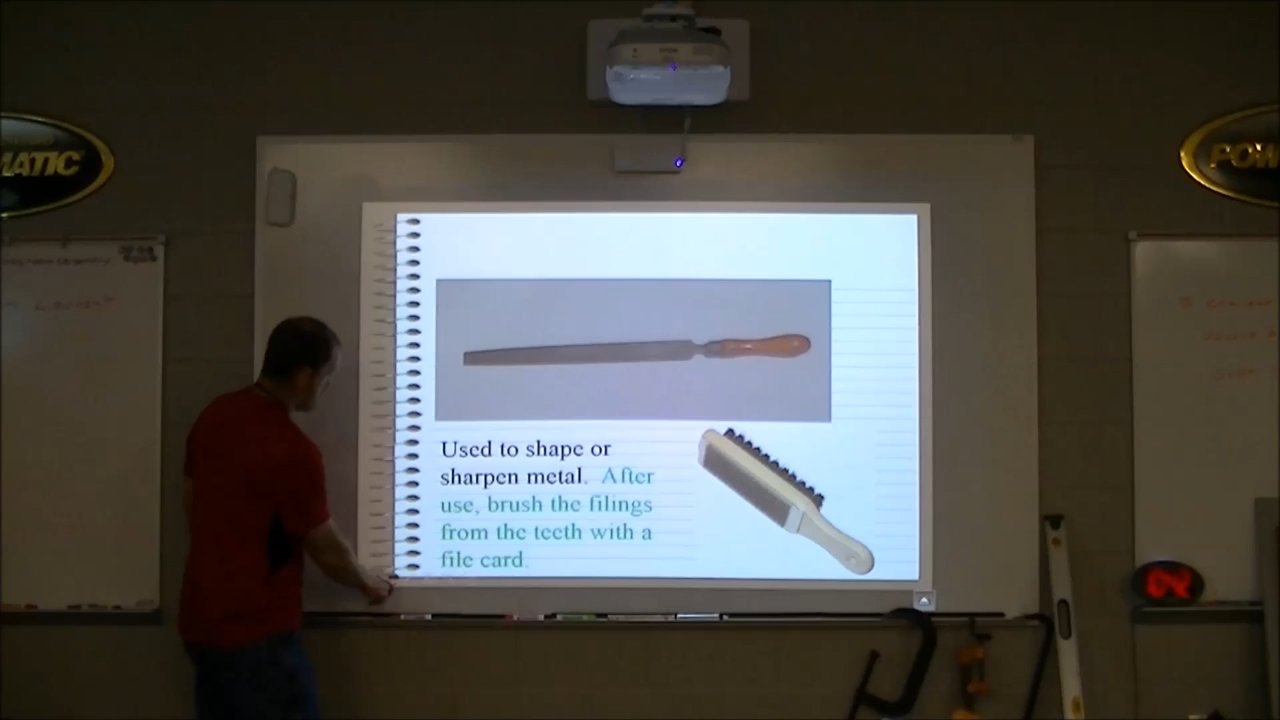 MATIC
POW
Used to shape or
sharpen metal. After
use, brush the filings
from the teeth with a
file card.